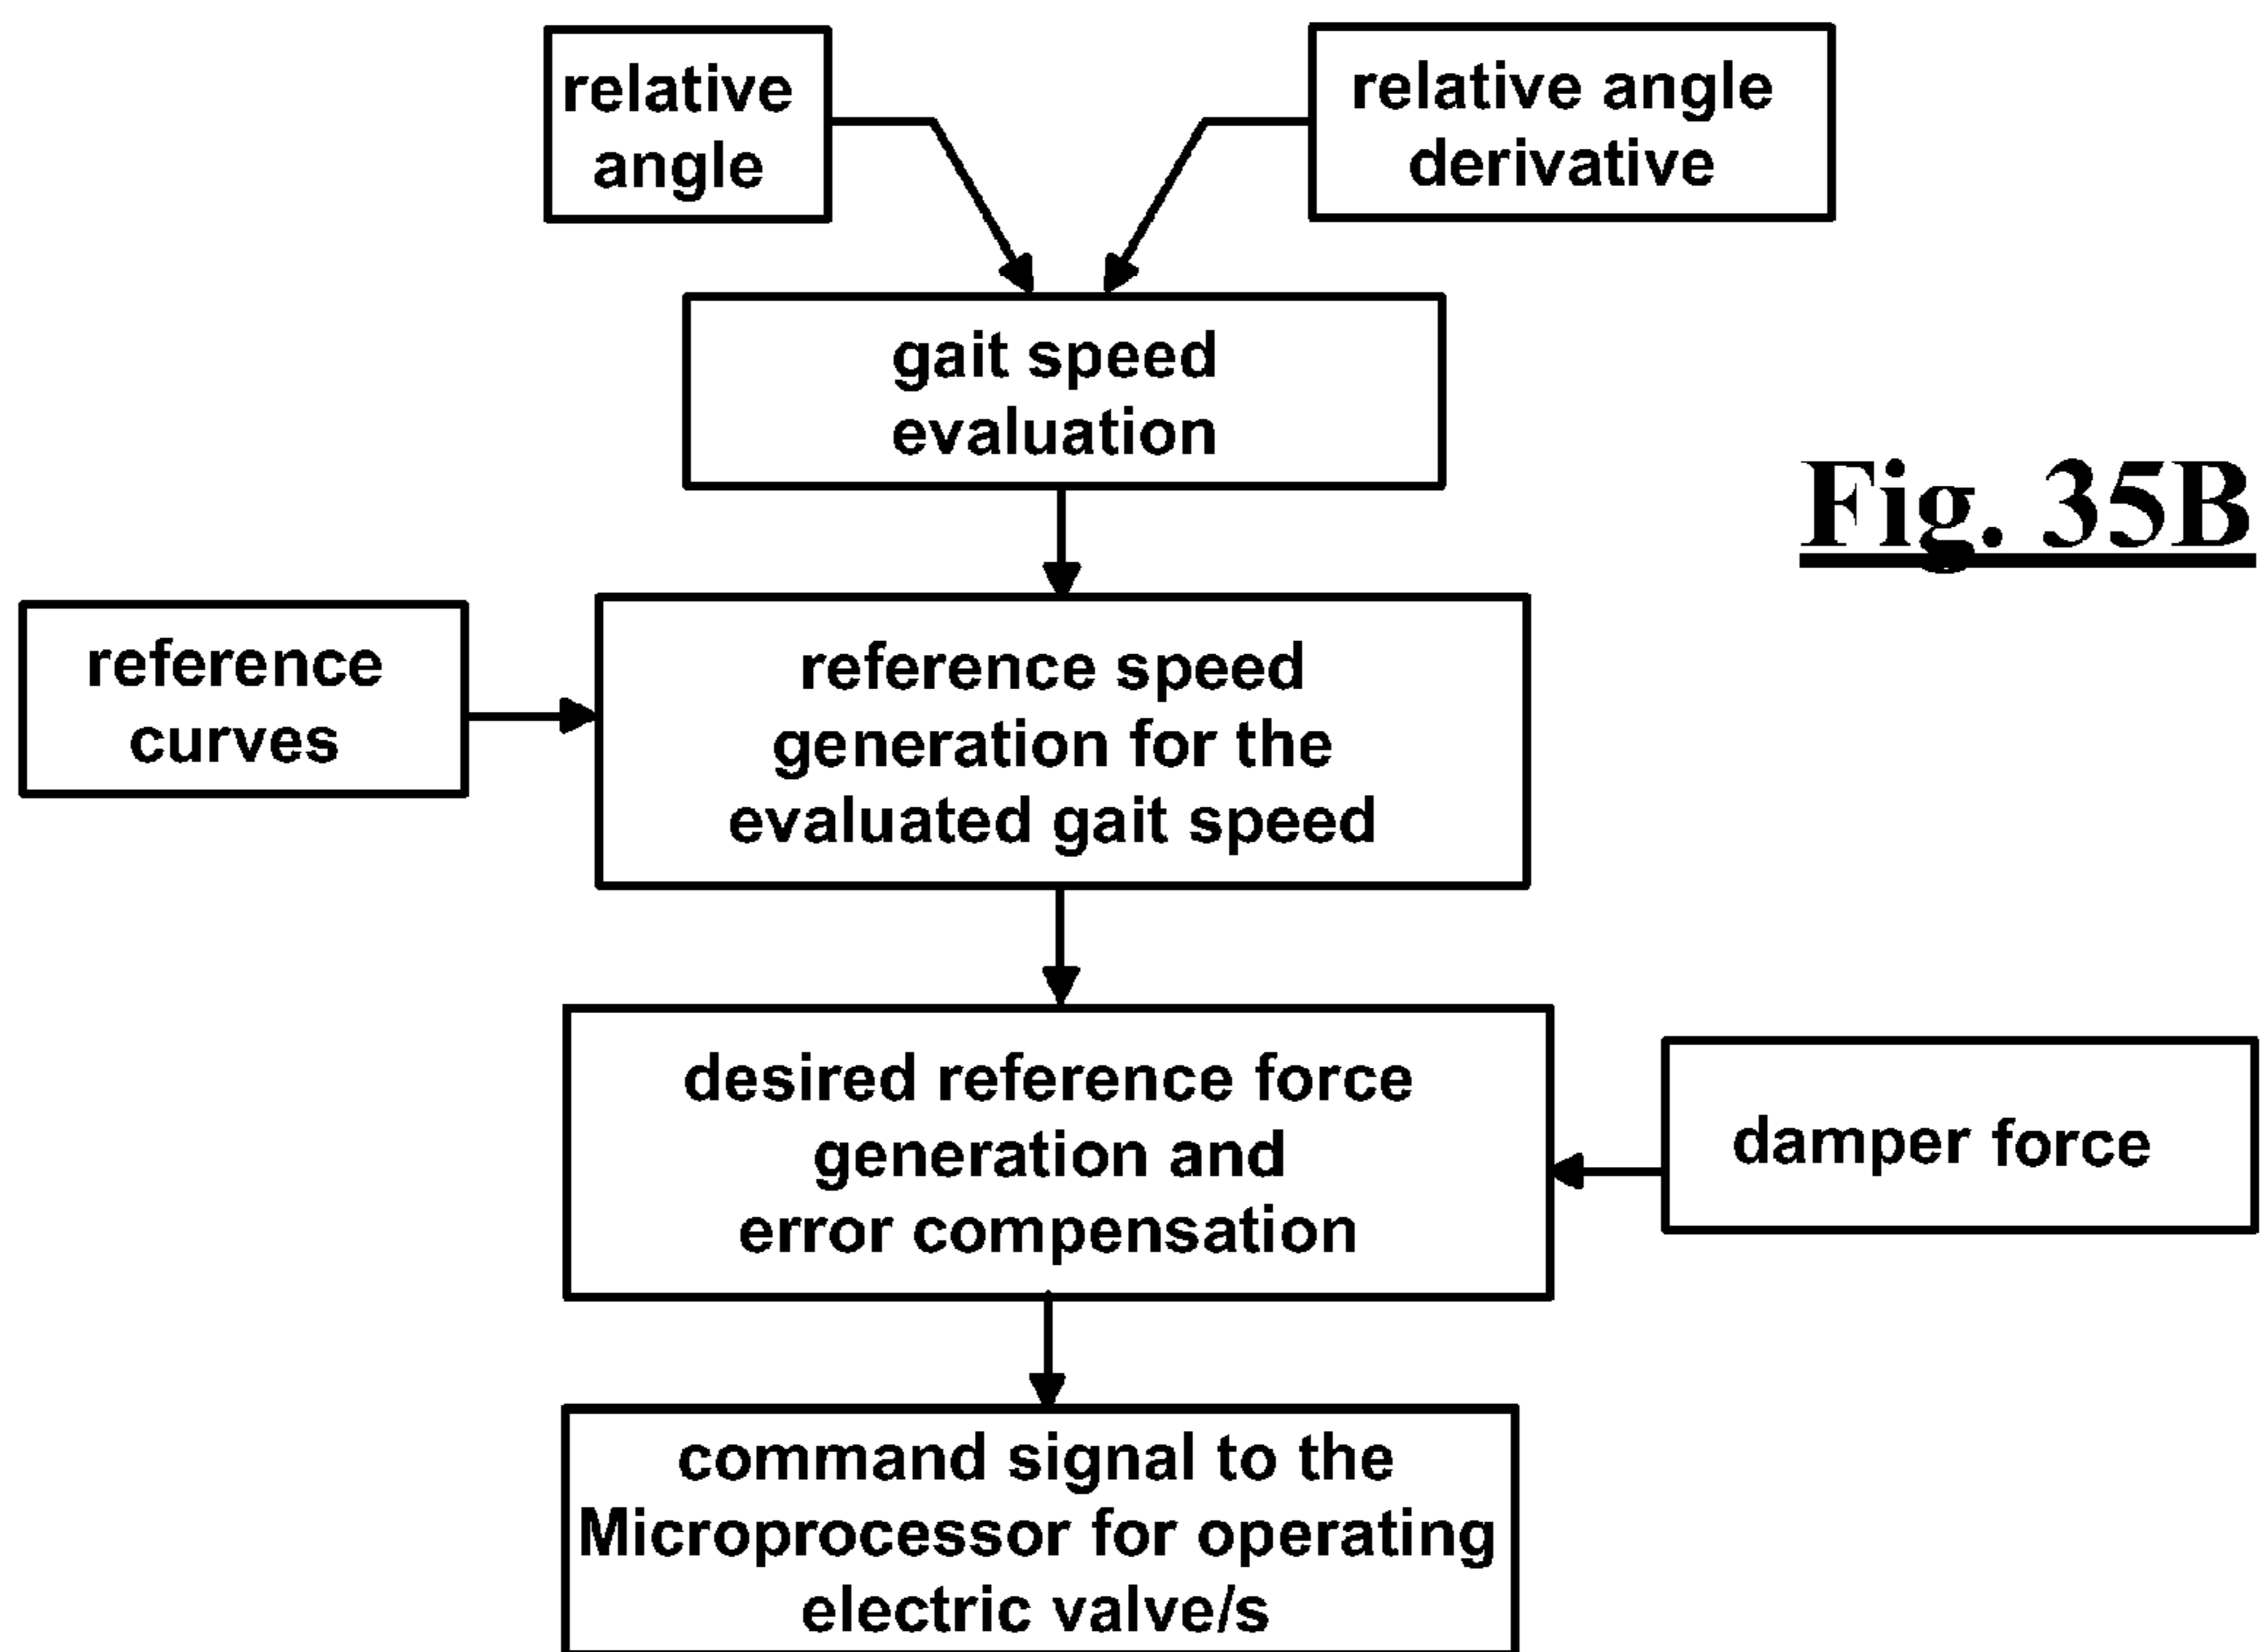 relative
angle
relative angle
derivative
gait speed
evaluation
Fig. 35B
reference
curves
reference speed
generation for the
evaluated gait speed
desired reference force
generation and
error compensation
damper force
command signal to the
Microprocessor for operating
electric valve/s